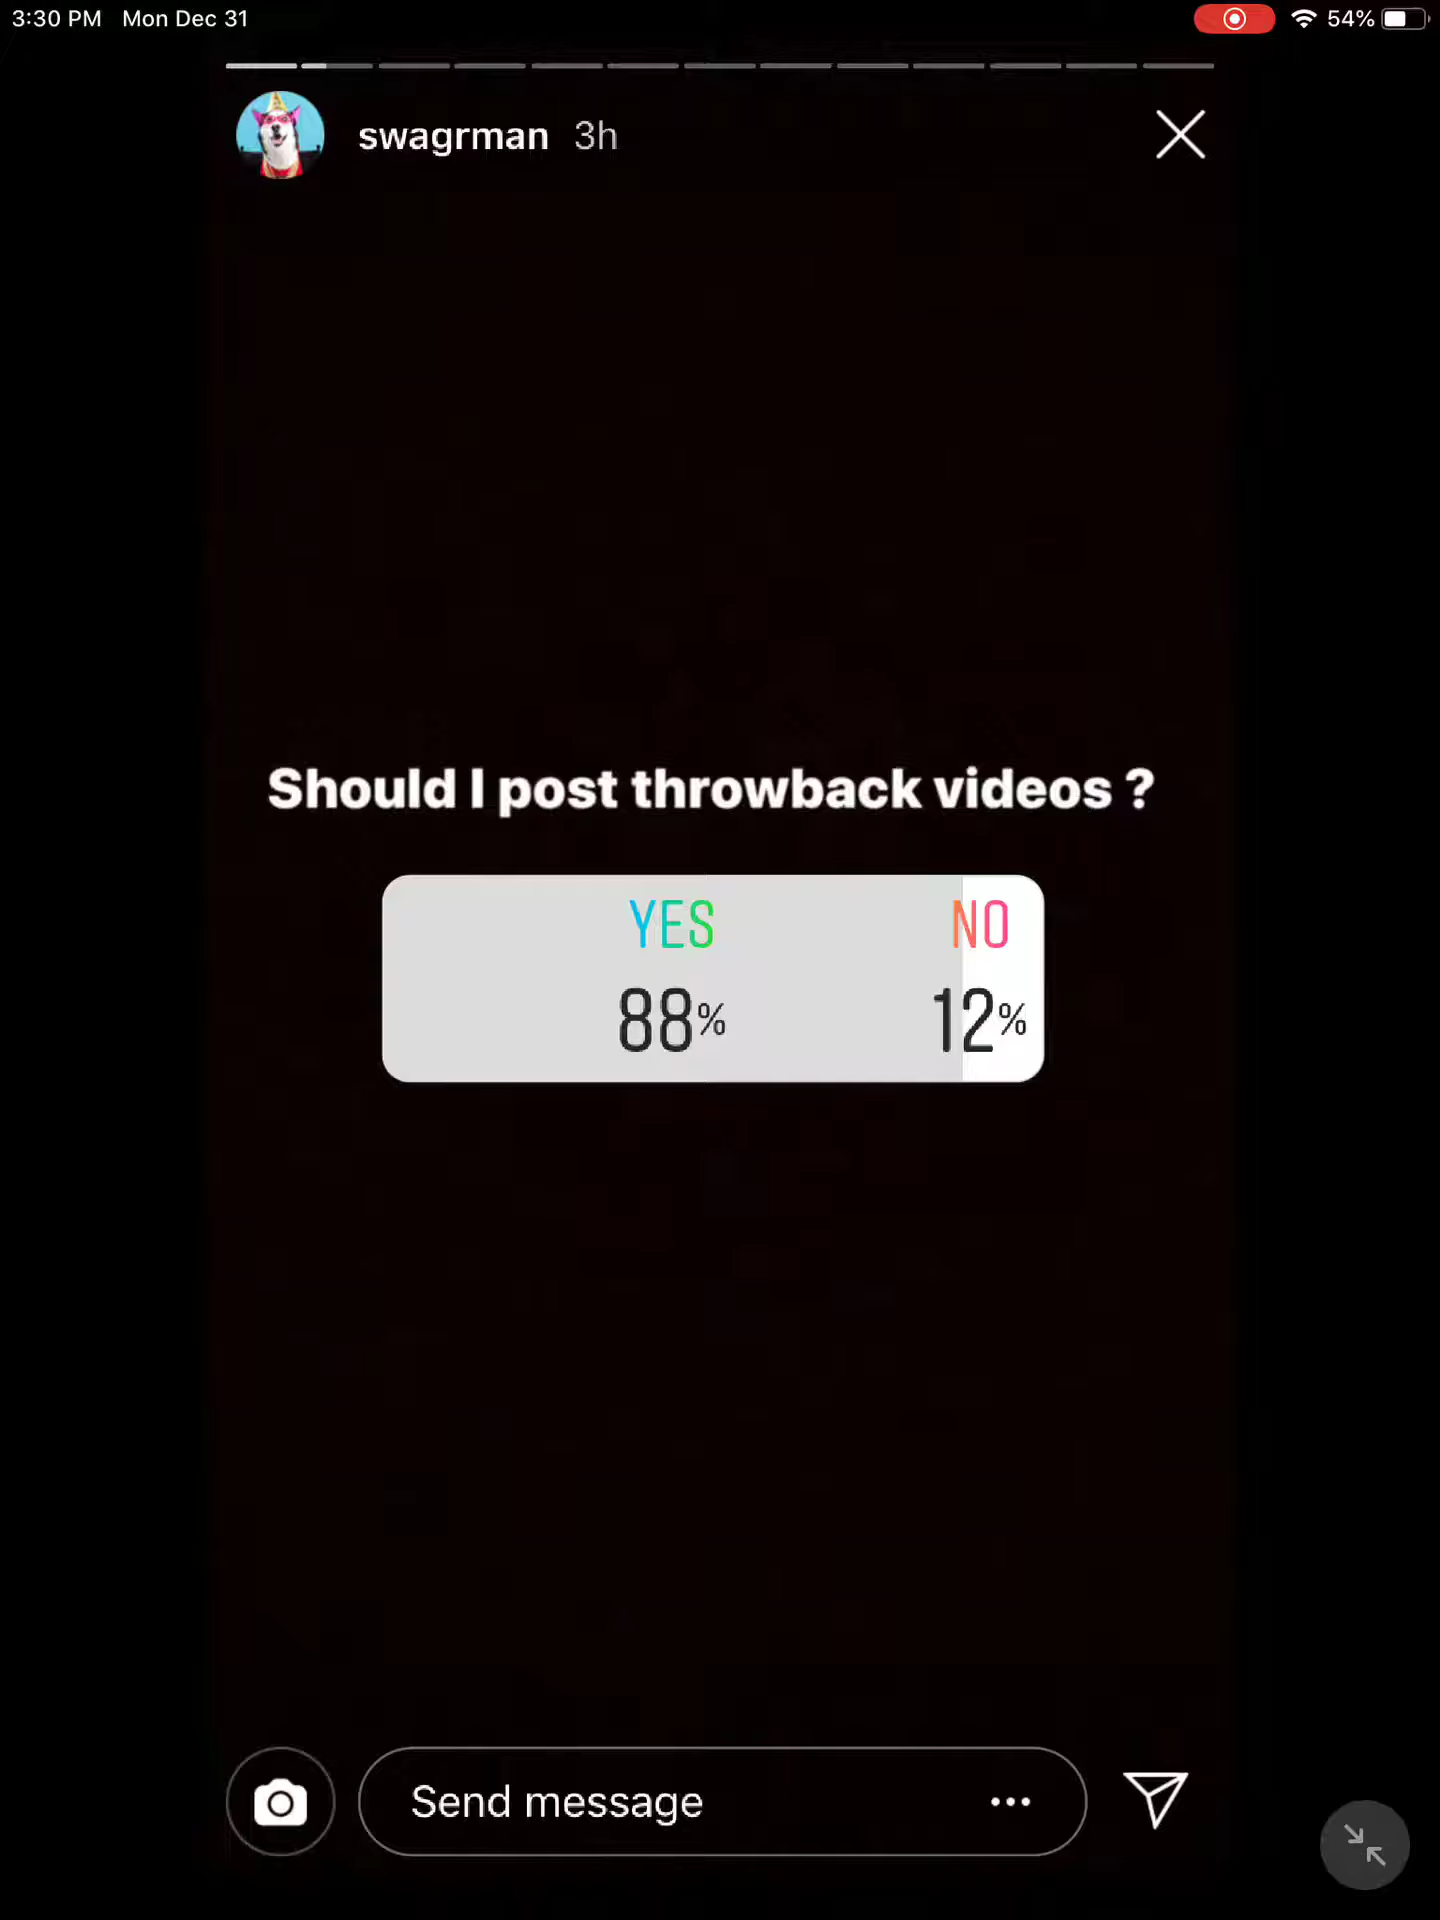 3:30 PM Mon Dec 31 54%
swagrman 3h
Should I post throwback videos ?
YES NO
88% 12%
Send message